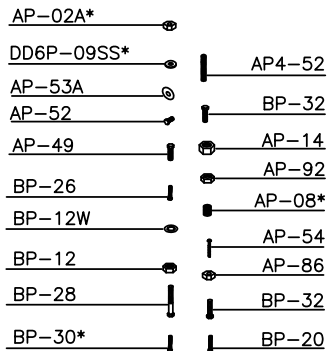 AP-02A*
DD6P-09SS*
AP-53A
AP-52
AP-49
BP-26
BP-12W
BP-12
BP-28
BP-30*
AP4-52
BP-32
AP-14
AP-92
AP-08*
AP-54
AP-86
BP-32
BP-20